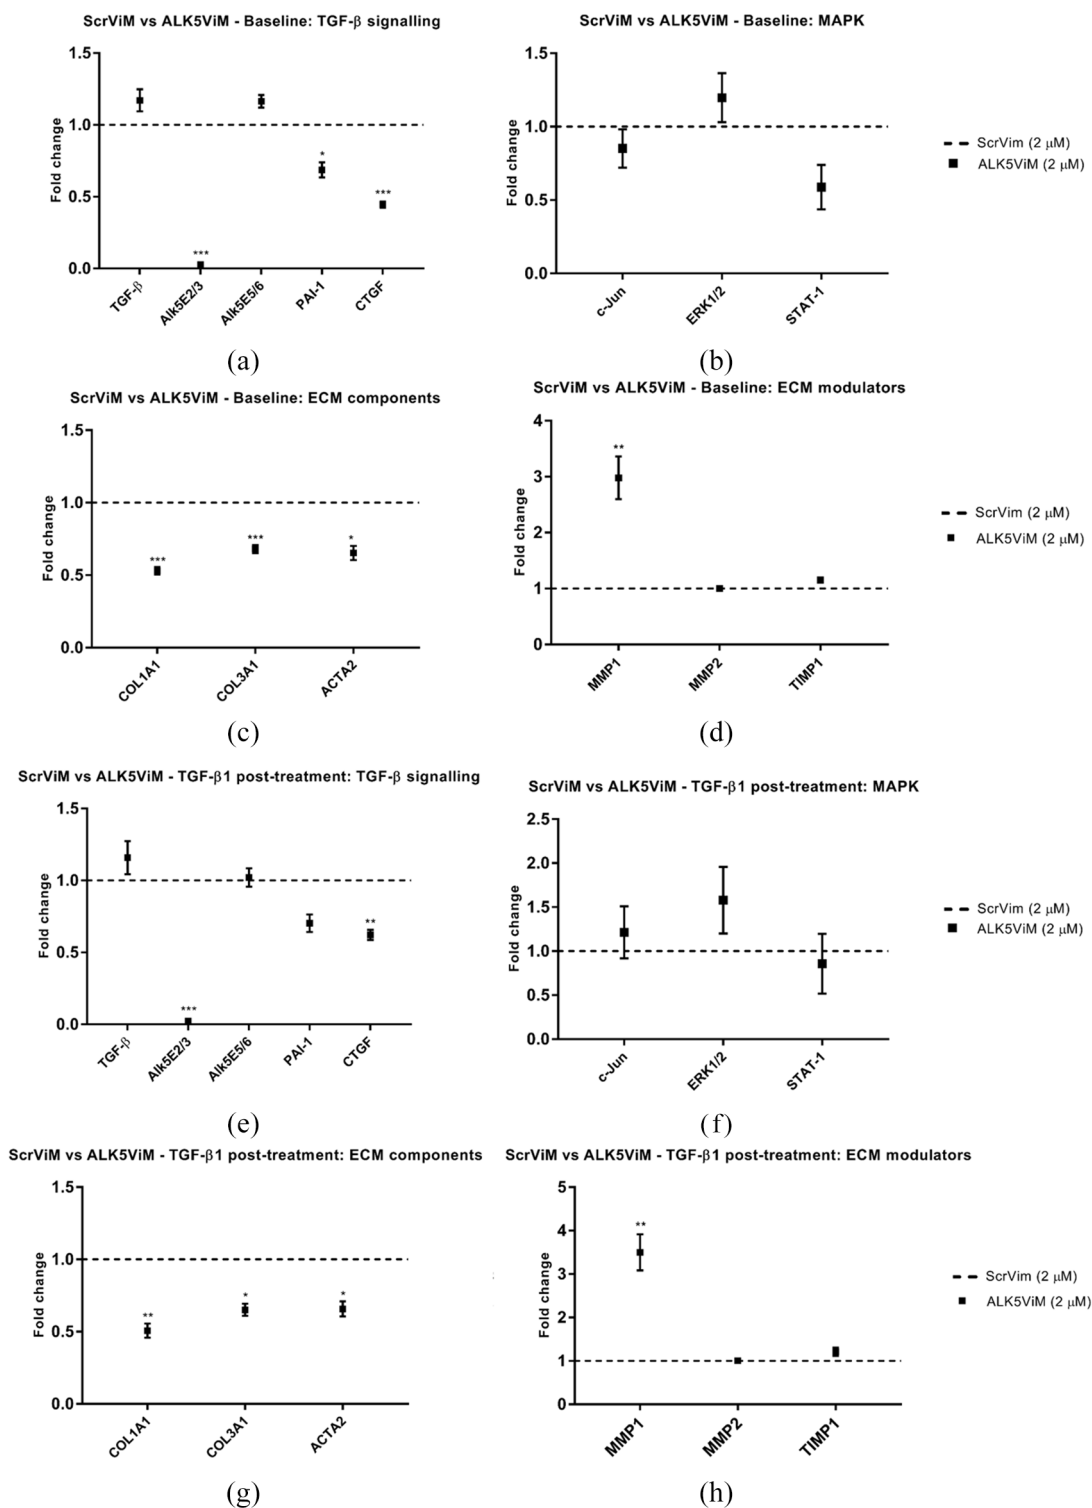 ScrViM vs ALK5ViM - Baseline: TGF-β signalling
Fold change
1.5
1.0
0.5
0.0
*
***
***
TGF-β
Alk5E2/3
Alk5E5/6
PAI-1
CTGF
(a)
ScrViM vs ALK5ViM - Baseline: MAPK
Fold change
1.5
1.0
0.5
0.0
c-Jun
ERK1/2
STAT-1
ScrVim (2 μM)
ALK5ViM (2 μM)
(b)
ScrViM vs ALK5ViM - Baseline: ECM components
Fold change
1.5
1.0
0.5
0.0
***
***
*
COL1A1
COL3A1
ACTA2
(c)
ScrViM vs ALK5ViM - Baseline: ECM modulators
Fold change
4
3
2
1
0
**
MMP1
MMP2
TIMP1
ScrVim (2 μM)
ALK5ViM (2 μM)
(d)
ScrViM vs ALK5ViM - TGF-β1 post-treatment: TGF-β signalling
Fold change
1.5
1.0
0.5
0.0
***
**
TGF-β
Alk5E2/3
Alk5E5/6
PAI-1
CTGF
(e)
ScrViM vs ALK5ViM - TGF-β1 post-treatment: MAPK
Fold change
2.5
2.0
1.5
1.0
0.5
0.0
c-Jun
ERK1/2
STAT-1
ScrVim (2 μM)
ALK5ViM (2 μM)
(f)
ScrViM vs ALK5ViM - TGF-β1 post-treatment: ECM components
Fold change
1.5
1.0
0.5
0.0
**
*
*
COL1A1
COL3A1
ACTA2
(g)
ScrViM vs ALK5ViM - TGF-β1 post-treatment: ECM modulators
Fold change
5
4
3
2
1
0
**
MMP1
MMP2
TIMP1
ScrVim (2 μM)
ALK5ViM (2 μM)
(h)